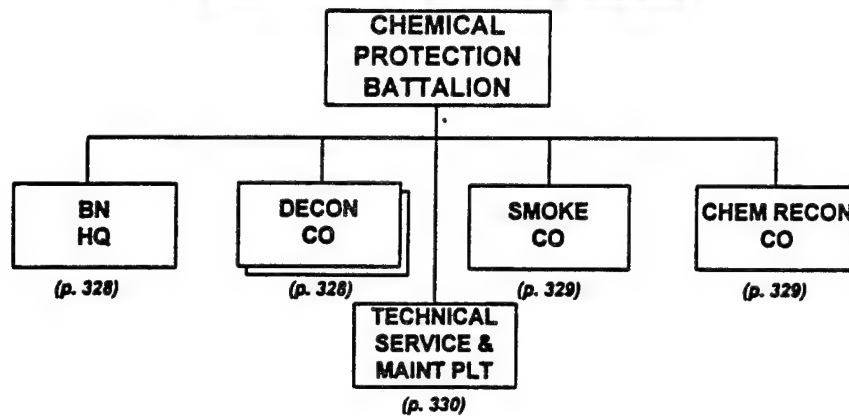 CHEMICAL
PROTECTION
BATTALION
BN
HQ
(p. 328)
DECON
CO
(p. 328)
SMOKE
CO
(p. 329)
CHEM RECON
CO
(p. 329)
TECHNICAL
SERVICE &
MAINT PLT
(p. 330)